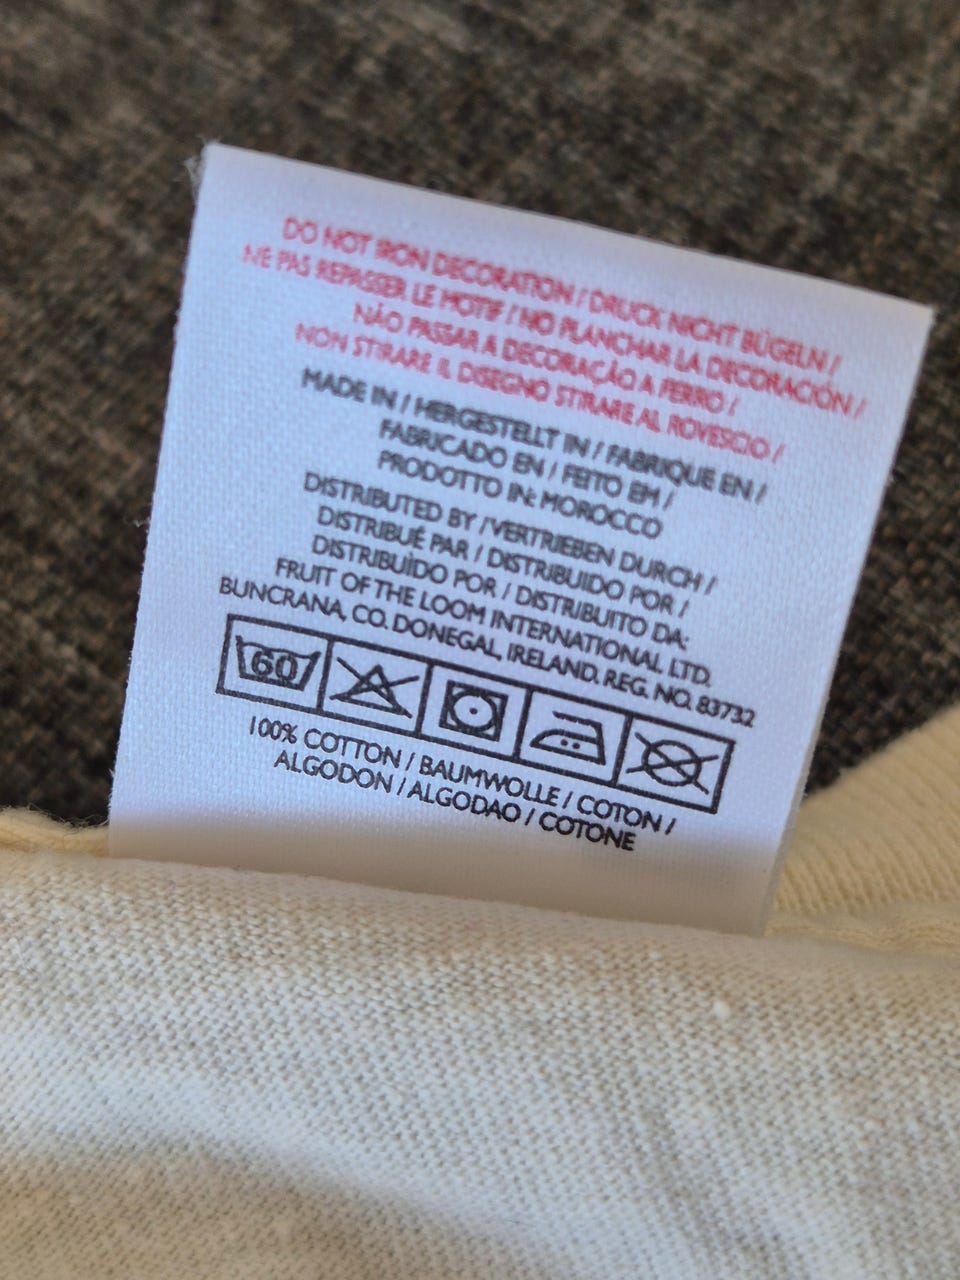 DO NOT IRON DECORATION / DRUCK NICHT BÜGELN /
NE PAS REPASSER LE MOTIF / NO PLANCHAR LA DECORACIÓN /
NÃO PASSAR A DECORAÇÃO A FERRO /
NON STIRARE IL DISEGNO STIRARE AL ROVESCIO /
MADE IN / HERGESTELLT IN / FABRIQUE EN /
FABRICADO EN / FEITO EM /
PRODOTTO IN: MOROCCO
DISTRIBUTED BY / VERTRIEBEN DURCH /
DISTRIBUÉ PAR / DISTRIBUIDO POR /
DISTRIBUÍDO POR / DISTRIBUITO DA:
FRUIT OF THE LOOM INTERNATIONAL LTD.
BUNCRANA, CO. DONEGAL, IRELAND. REG. NO. 83732
60
100% COTTON / BAUMWOLLE / COTON /
ALGODON / ALGODAO / COTONE